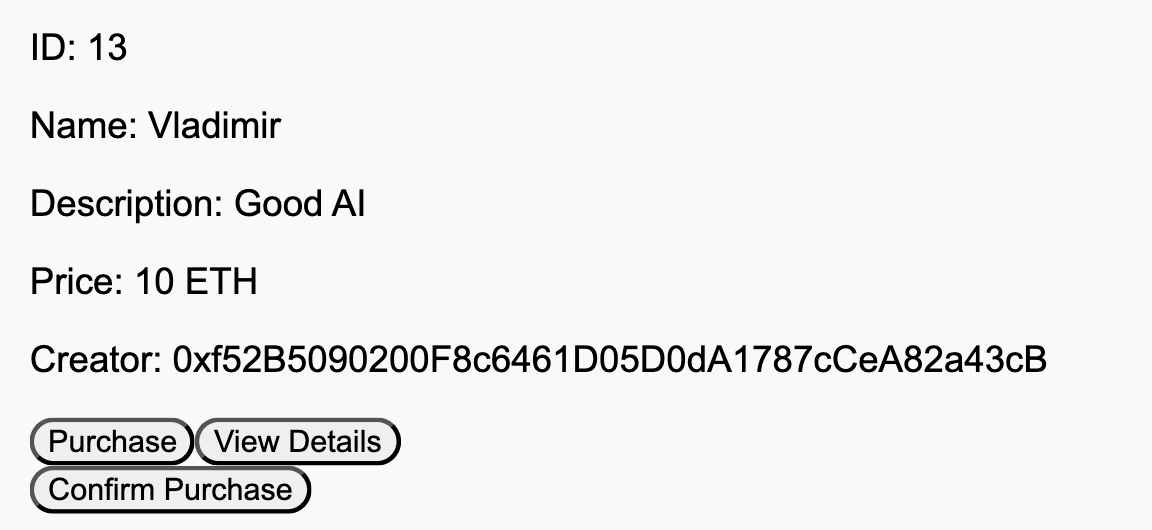 ID: 13
Name: Vladimir
Description: Good AI
Price: 10 ETH
Creator: 0xf52B5090200F8c6461D05D0dA1787cCeA82a43cB
Purchase View Details
Confirm Purchase